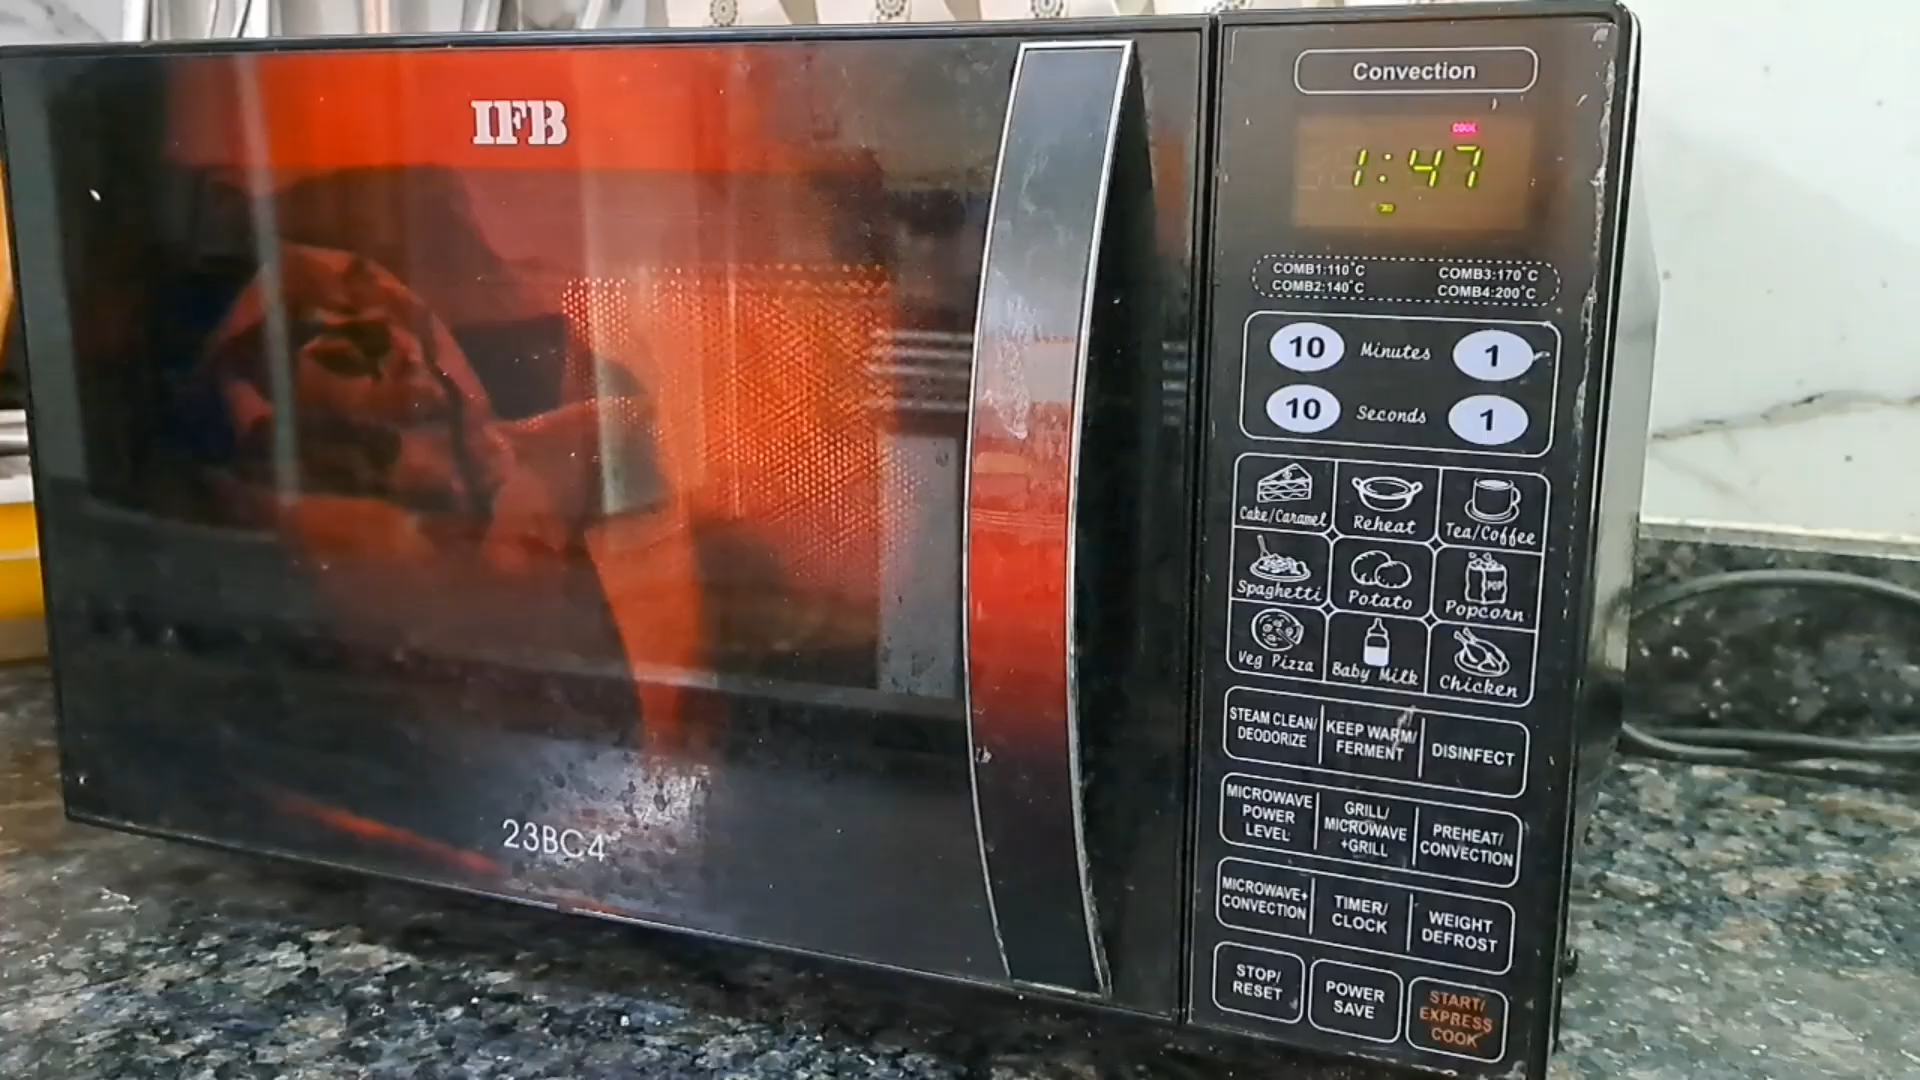 IFB
23BC4
Convection
COOK
1:47
COMB1:110°C COMB3:170°C
COMB2:140°C COMB4:200°C
10 Minutes 1
10 Seconds 1
Cake/Caramel Reheat Tea/Coffee
POP
Spaghetti Potato Popcorn
Veg Pizza Baby Milk Chicken
STEAM CLEAN/
DEODORIZE
KEEP WARM/
FERMENT
DISINFECT
MICROWAVE
POWER
LEVEL
GRILL/
MICROWAVE
+GRILL
PREHEAT/
CONVECTION
MICROWAVE+
CONVECTION
TIMER/
CLOCK
WEIGHT
DEFROST
STOP/
RESET
POWER
SAVE
START/
EXPRESS
COOK